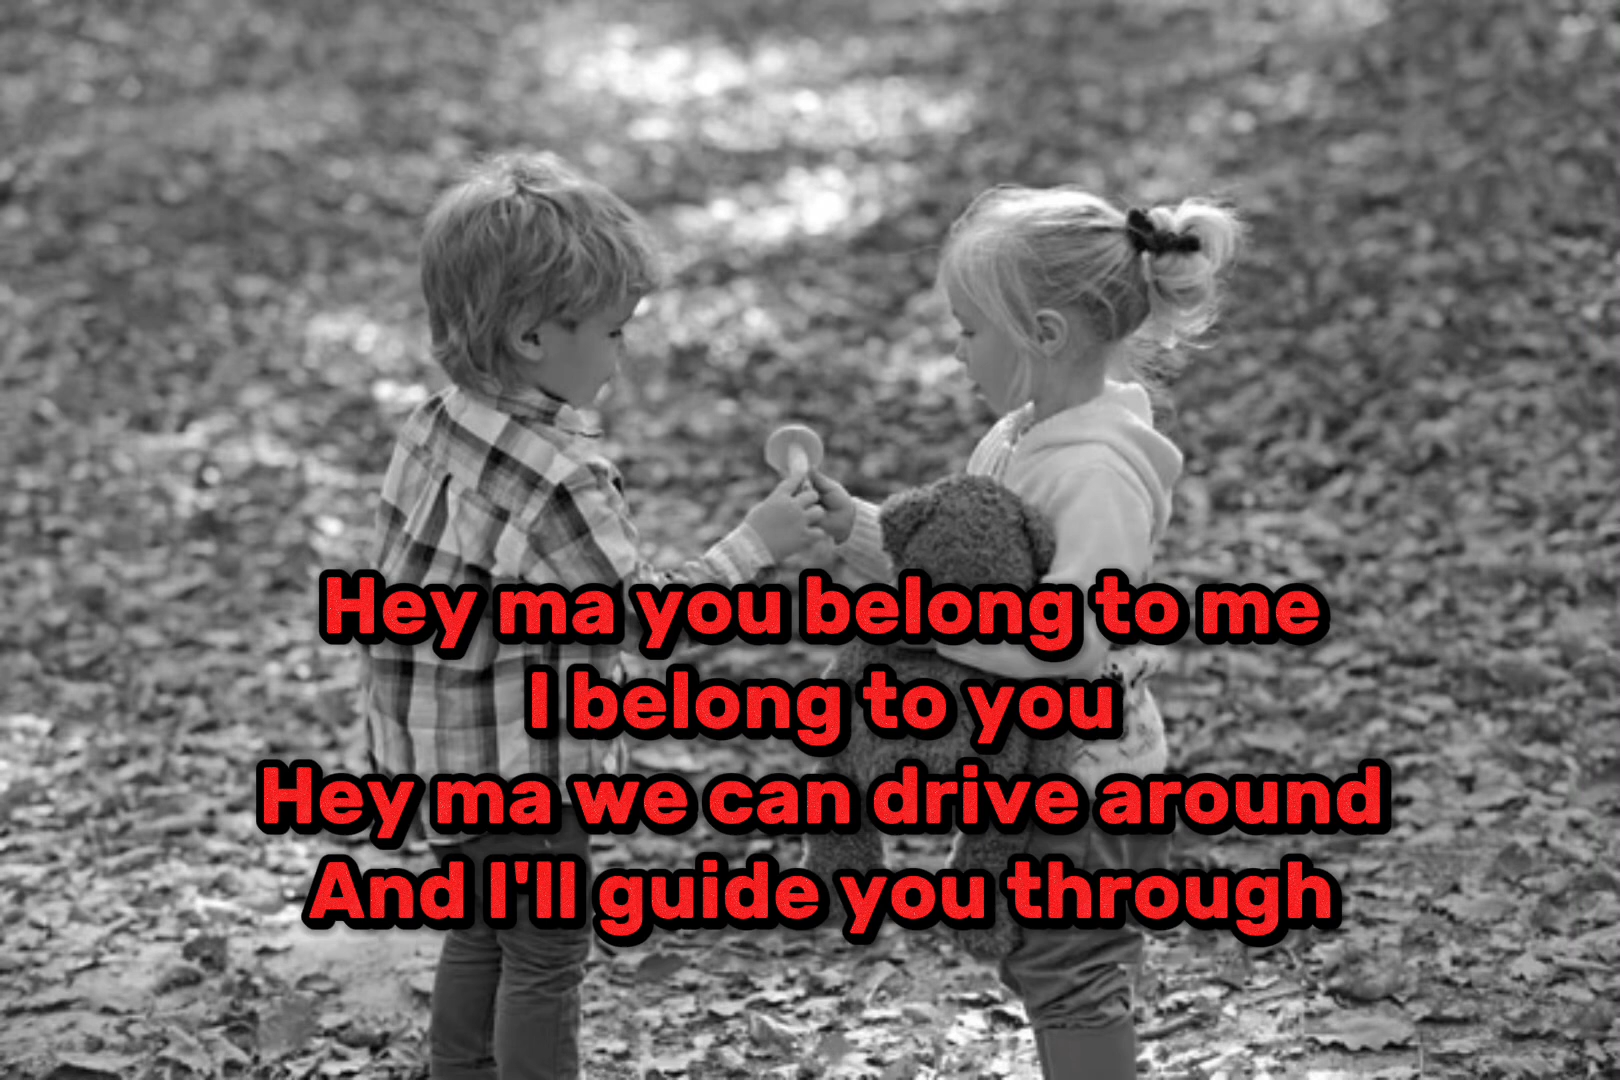 Hey ma you belong to me
I belong to you
Hey ma we can drive around
And I'll guide you through